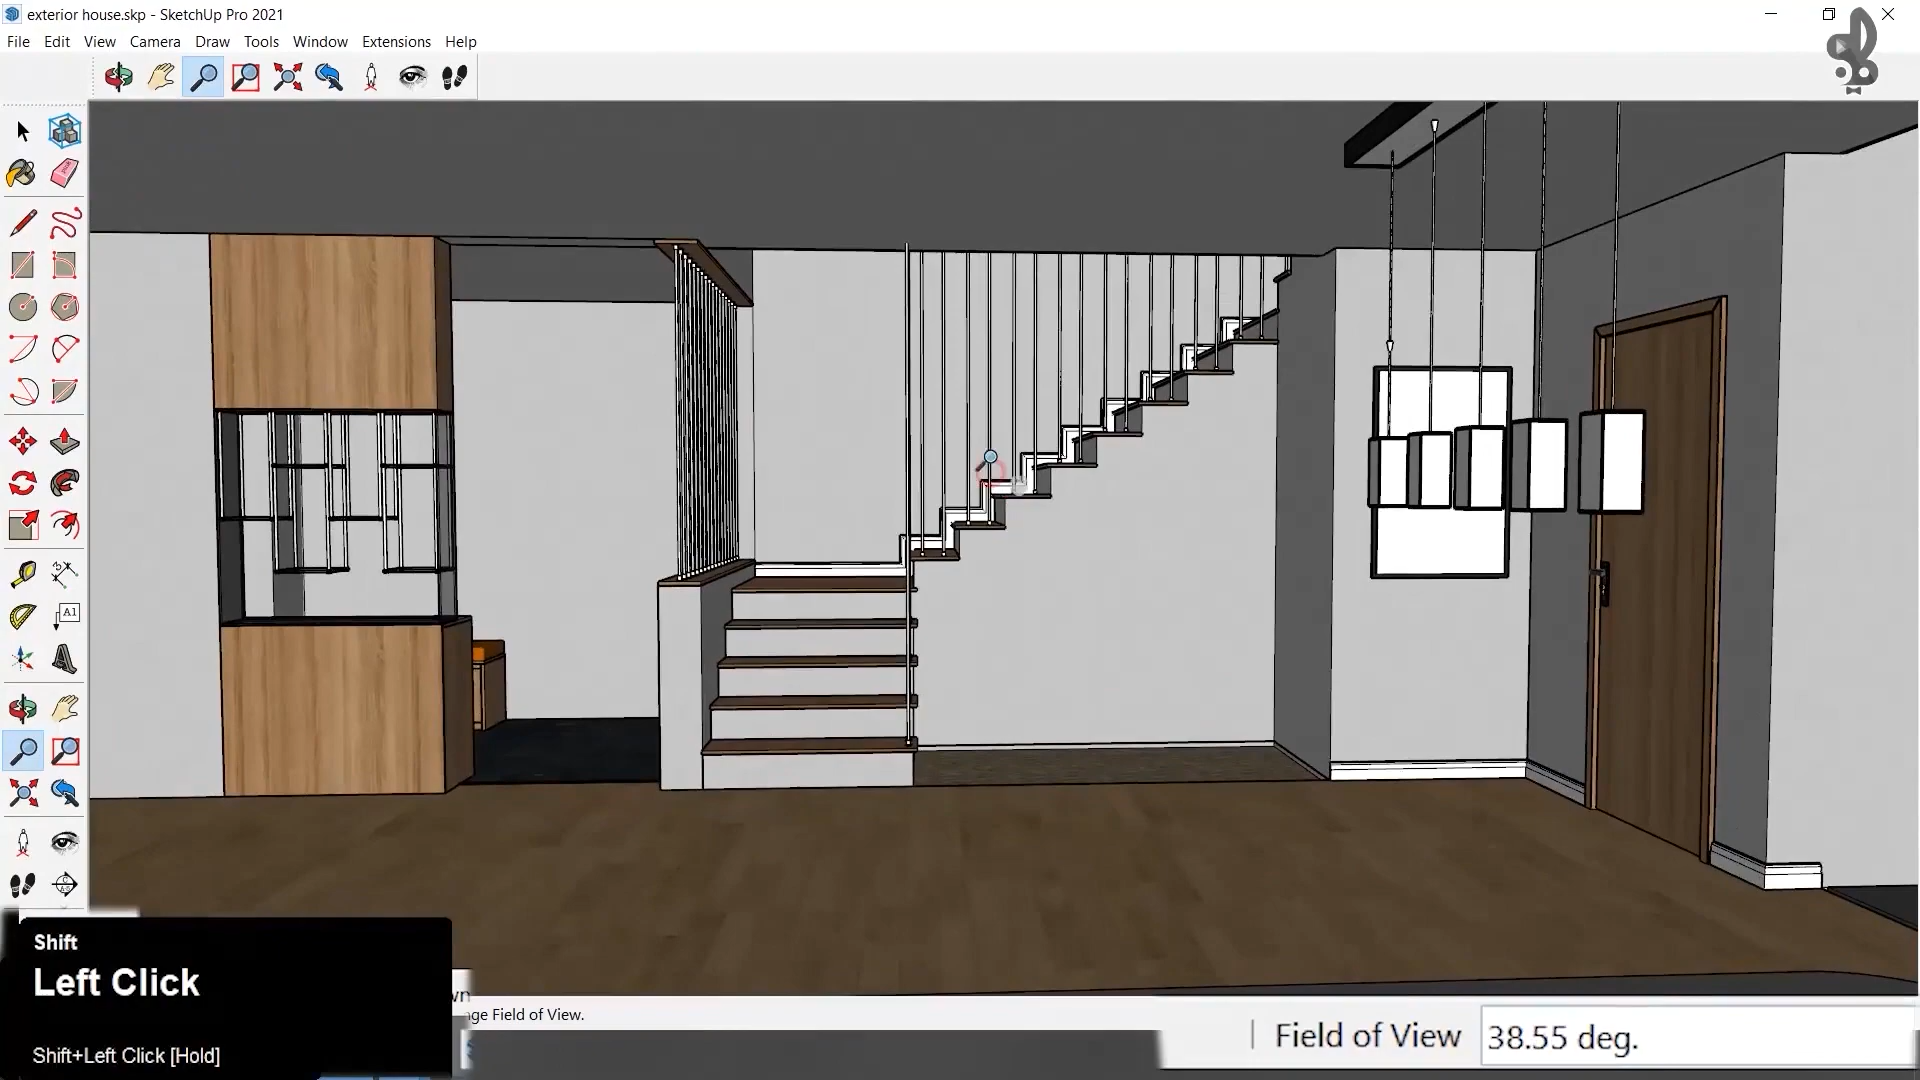 exterior house.skp - SketchUp Pro 2021
File Edit View Camera Draw Tools Window Extensions Help
A1
Shift
Left Click
Shift+Left Click [Hold]
ge Field of View.
Field of View 38.55 deg.